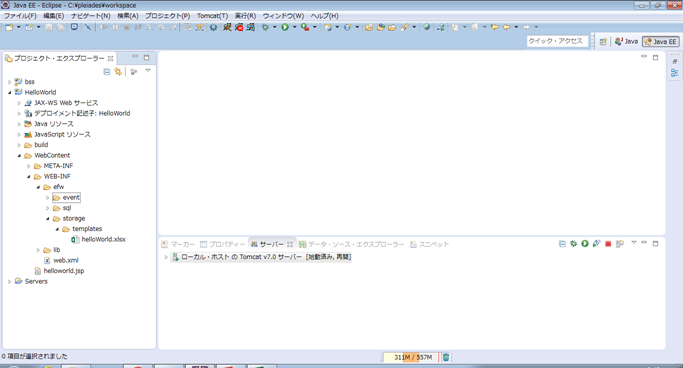 Java EE - Eclipse - C:¥pleiades¥workspace
ファイル(F) 編集(E) ナビゲート(N) 検索(A) プロジェクト(P) Tomcat(T) 実行(R) ウィンドウ(W) ヘルプ(H)
クイック・アクセス
Java
Java EE
プロジェクト・エクスプローラー
bss
HelloWorld
JAX-WS Web サービス
デプロイメント記述子: HelloWorld
Java リソース
JavaScript リソース
build
WebContent
META-INF
WEB-INF
efw
event
sql
storage
templates
helloWorld.xlsx
lib
web.xml
helloworld.jsp
Servers
マーカー プロパティー サーバー データ・ソース・エクスプローラー スニペット
ローカル・ホスト の Tomcat v7.0 サーバー [始動済み, 再開]
0 項目が選択されました
311M / 557M